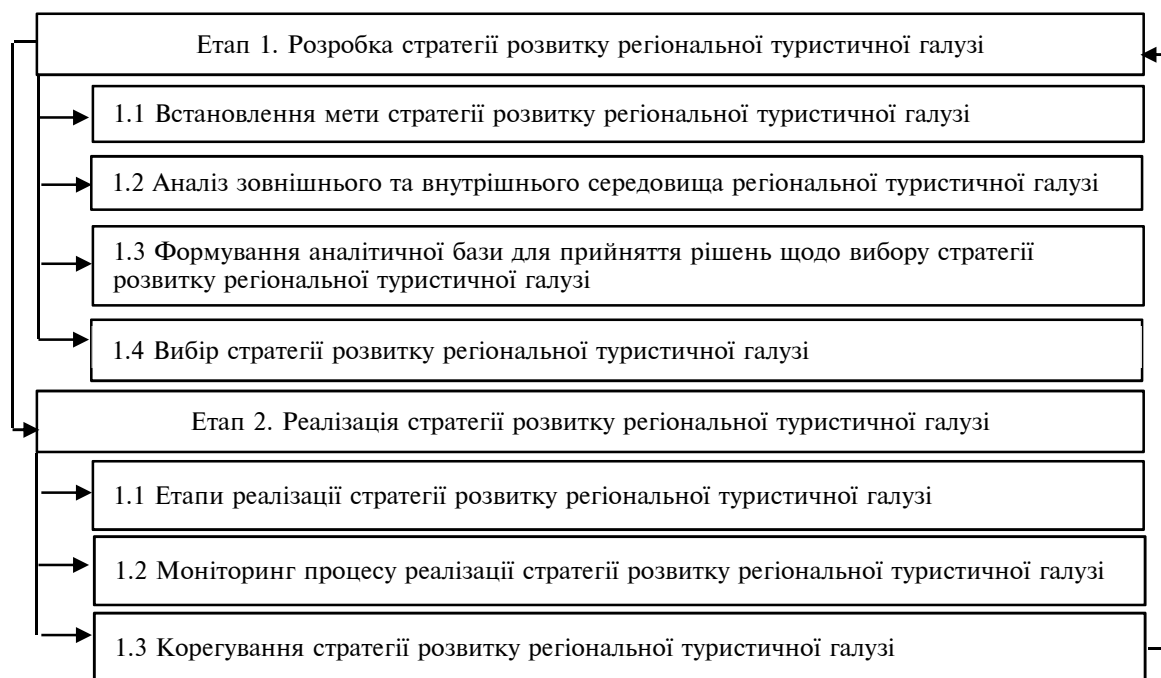 Етап 1. Розробка стратегії розвитку регіональної туристичної галузі
1.1 Встановлення мети стратегії розвитку регіональної туристичної галузі
1.2 Аналіз зовнішнього та внутрішнього середовища регіональної туристичної галузі
1.3 Формування аналітичної бази для прийняття рішень щодо вибору стратегії
розвитку регіональної туристичної галузі
1.4 Вибір стратегії розвитку регіональної туристичної галузі
Етап 2. Реалізація стратегії розвитку регіональної туристичної галузі
1.1 Етапи реалізації стратегії розвитку регіональної туристичної галузі
1.2 Моніторинг процесу реалізації стратегії розвитку регіональної туристичної галузі
1.3 Корегування стратегії розвитку регіональної туристичної галузі